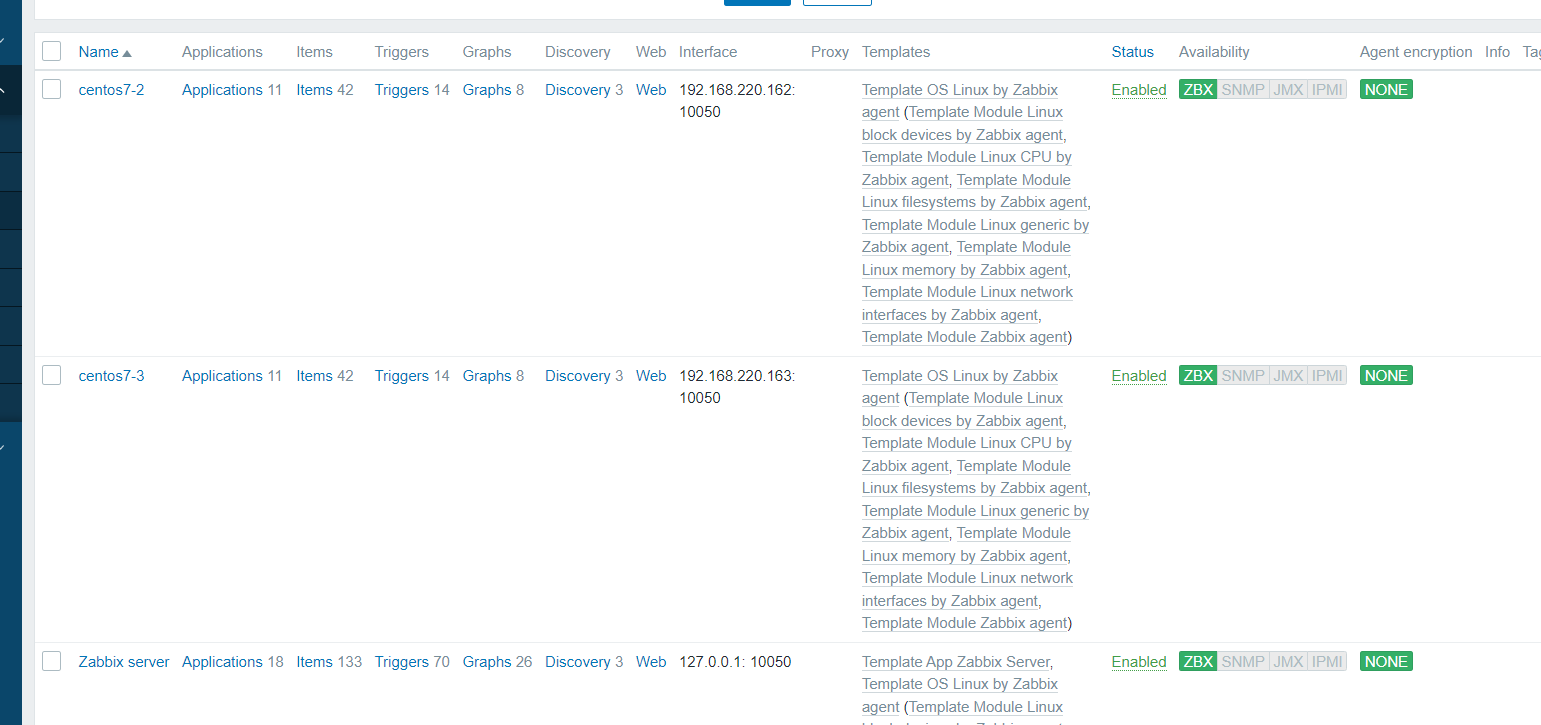 Name Applications Items Triggers Graphs Discovery Web Interface Proxy Templates Status Availability Agent encryption Info
centos7-2 Applications 11 Items 42 Triggers 14 Graphs 8 Discovery 3 Web 192.168.220.162: Template OS Linux by Zabbix Enabled ZBX SNMP JMX IPMI NONE
10050 agent (Template Module Linux
block devices by Zabbix agent,
Template Module Linux CPU by
Zabbix agent, Template Module
Linux filesystems by Zabbix agent,
Template Module Linux generic by
Zabbix agent, Template Module
Linux memory by Zabbix agent,
Template Module Linux network
interfaces by Zabbix agent,
Template Module Zabbix agent)
centos7-3 Applications 11 Items 42 Triggers 14 Graphs 8 Discovery 3 Web 192.168.220.163: Template OS Linux by Zabbix Enabled ZBX SNMP JMX IPMI NONE
10050 agent (Template Module Linux
block devices by Zabbix agent,
Template Module Linux CPU by
Zabbix agent, Template Module
Linux filesystems by Zabbix agent,
Template Module Linux generic by
Zabbix agent, Template Module
Linux memory by Zabbix agent,
Template Module Linux network
interfaces by Zabbix agent,
Template Module Zabbix agent)
Zabbix server Applications 18 Items 133 Triggers 70 Graphs 26 Discovery 3 Web 127.0.0.1: 10050 Template App Zabbix Server, Enabled ZBX SNMP JMX IPMI NONE
Template OS Linux by Zabbix
agent (Template Module Linux